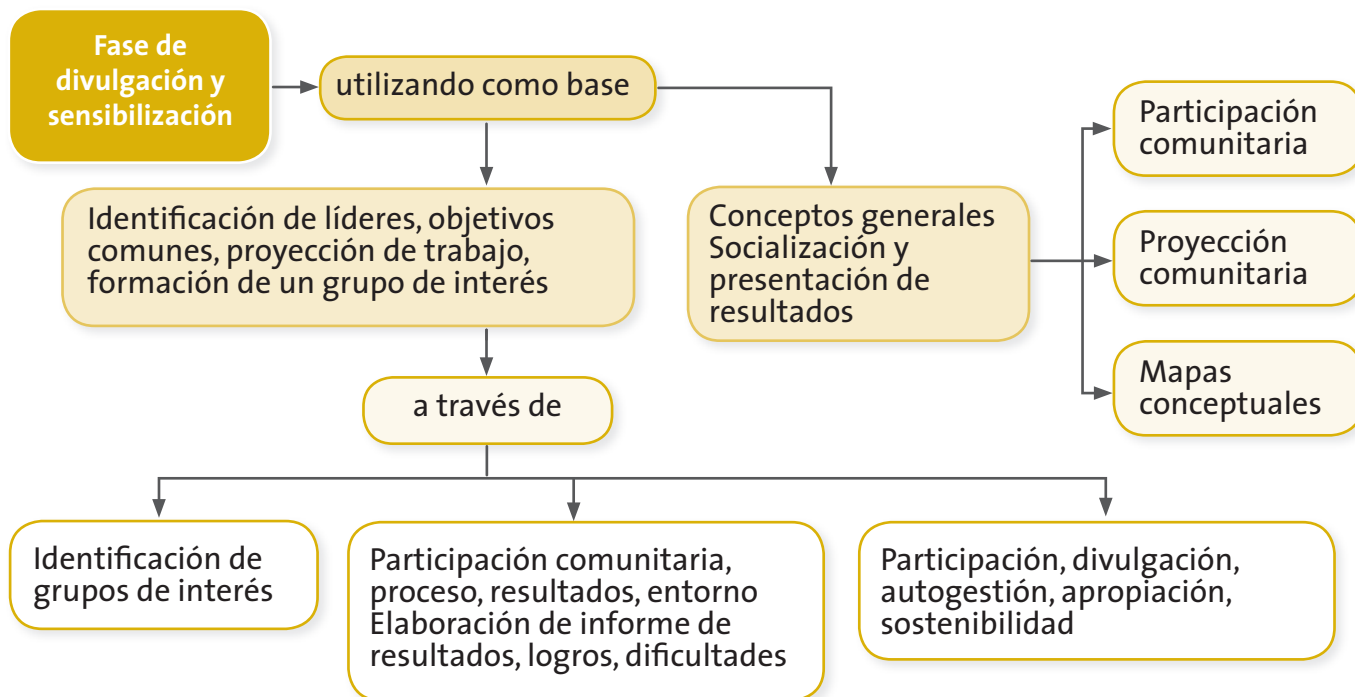 Fase de
divulgación y
sensibilización
utilizando como base
Identificación de líderes, objetivos
comunes, proyección de trabajo,
formación de un grupo de interés
Conceptos generales
Socialización y
presentación de
resultados
Participación
comunitaria
Proyección
comunitaria
Mapas
conceptuales
a través de
Identificación de
grupos de interés
Participación comunitaria,
proceso, resultados, entorno
Elaboración de informe de
resultados, logros, dificultades
Participación, divulgación,
autogestión, apropiación,
sostenibilidad